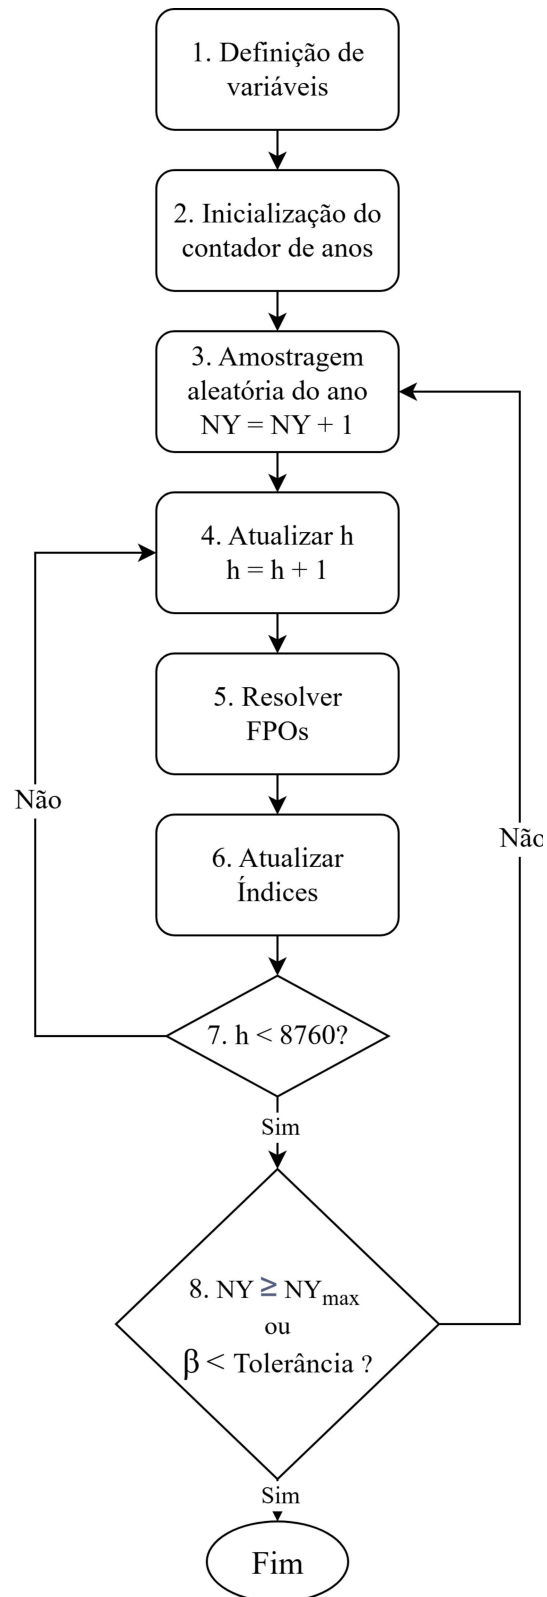 1. Definição de
variáveis
2. Inicialização do
contador de anos
3. Amostragem
aleatória do ano
NY = NY + 1
4. Atualizar h
h = h + 1
5. Resolver
FPOs
Não
6. Atualizar
Índices
Não
7. h < 8760?
Sim
8. NY ≥ NYmax
ou
β < Tolerância ?
Sim
Fim